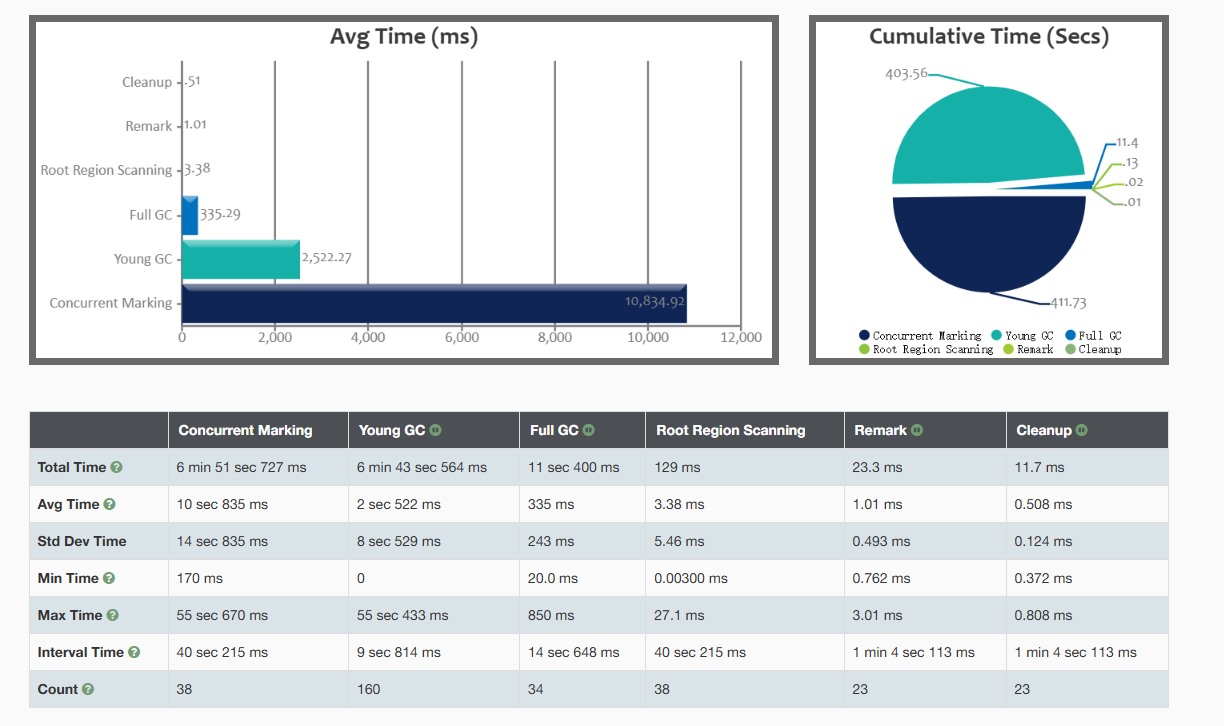 Avg Time (ms)
Cleanup .51
Remark 1.01
Root Region Scanning 3.38
Full GC 335.29
Young GC 2,522.27
Concurrent Marking 10,834.92
0 2,000 4,000 6,000 8,000 10,000 12,000
Cumulative Time (Secs)
403.56
11.4
.13
.02
.01
411.73
Concurrent Marking Young GC Full GC
Root Region Scanning Remark Cleanup
Concurrent Marking Young GC Full GC Root Region Scanning Remark Cleanup
Total Time 6 min 51 sec 727 ms 6 min 43 sec 564 ms 11 sec 400 ms 129 ms 23.3 ms 11.7 ms
Avg Time 10 sec 835 ms 2 sec 522 ms 335 ms 3.38 ms 1.01 ms 0.508 ms
Std Dev Time 14 sec 835 ms 8 sec 529 ms 243 ms 5.46 ms 0.493 ms 0.124 ms
Min Time 170 ms 0 20.0 ms 0.00300 ms 0.762 ms 0.372 ms
Max Time 55 sec 670 ms 55 sec 433 ms 850 ms 27.1 ms 3.01 ms 0.808 ms
Interval Time 40 sec 215 ms 9 sec 814 ms 14 sec 648 ms 40 sec 215 ms 1 min 4 sec 113 ms 1 min 4 sec 113 ms
Count 38 160 34 38 23 23